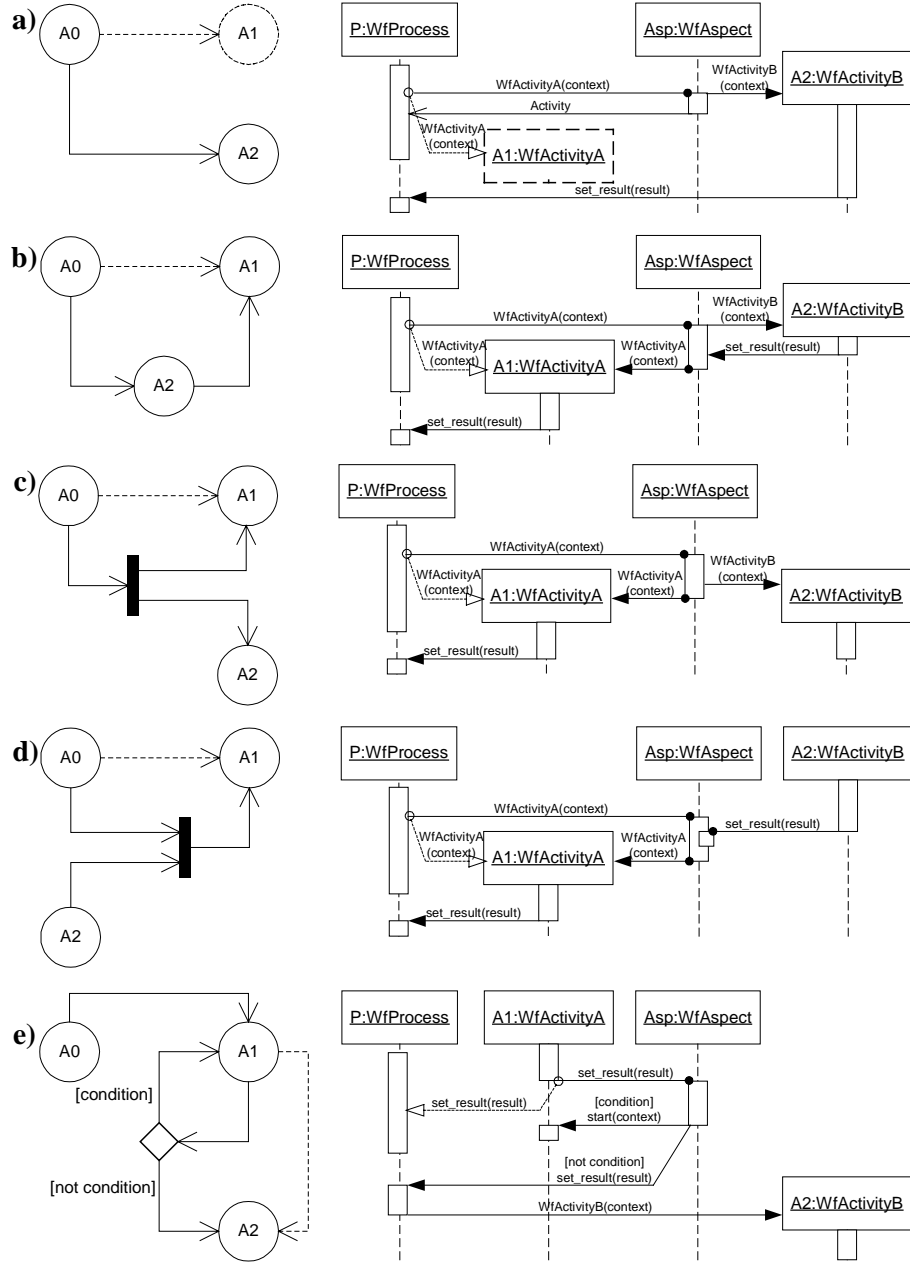 a)
A0
A1
A2
P:WfProcess
Asp:WfAspect
A2:WfActivityB
WfActivityA(context)
WfActivityB
(context)
Activity
WfActivityA
(context)
A1:WfActivityA
set_result(result)
b)
A0
A1
A2
P:WfProcess
Asp:WfAspect
A2:WfActivityB
WfActivityA(context)
WfActivityB
(context)
WfActivityA
(context)
A1:WfActivityA
WfActivityA
(context)
set_result(result)
set_result(result)
c)
A0
A1
A2
P:WfProcess
Asp:WfAspect
WfActivityA(context)
WfActivityB
(context)
WfActivityA
(context)
A1:WfActivityA
WfActivityA
(context)
A2:WfActivityB
set_result(result)
d)
A0
A1
A2
P:WfProcess
Asp:WfAspect
A2:WfActivityB
WfActivityA(context)
set_result(result)
WfActivityA
(context)
A1:WfActivityA
WfActivityA
(context)
set_result(result)
e)
A0
A1
[condition]
[not condition]
A2
P:WfProcess
A1:WfActivityA
Asp:WfAspect
set_result(result)
set_result(result)
[condition]
start(context)
[not condition]
set_result(result)
WfActivityB(context)
A2:WfActivityB